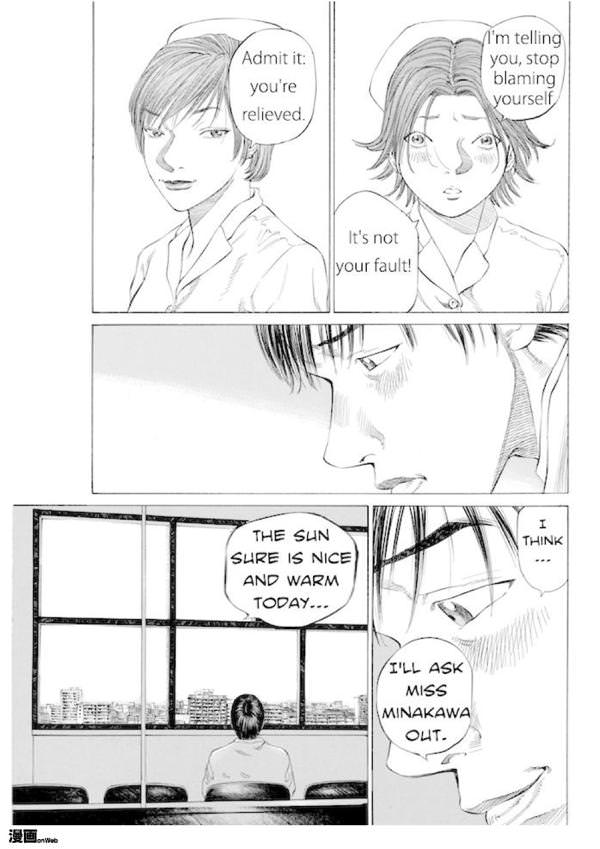 I'm telling
you, stop
blaming
yourself.
It's not
your fault!
Admit it:
you're
relieved.
I
THINK
...
I'LL ASK
MISS
MINAKAWA
OUT.
THE SUN
SURE IS NICE
AND WARM
TODAY...
漫画onWeb